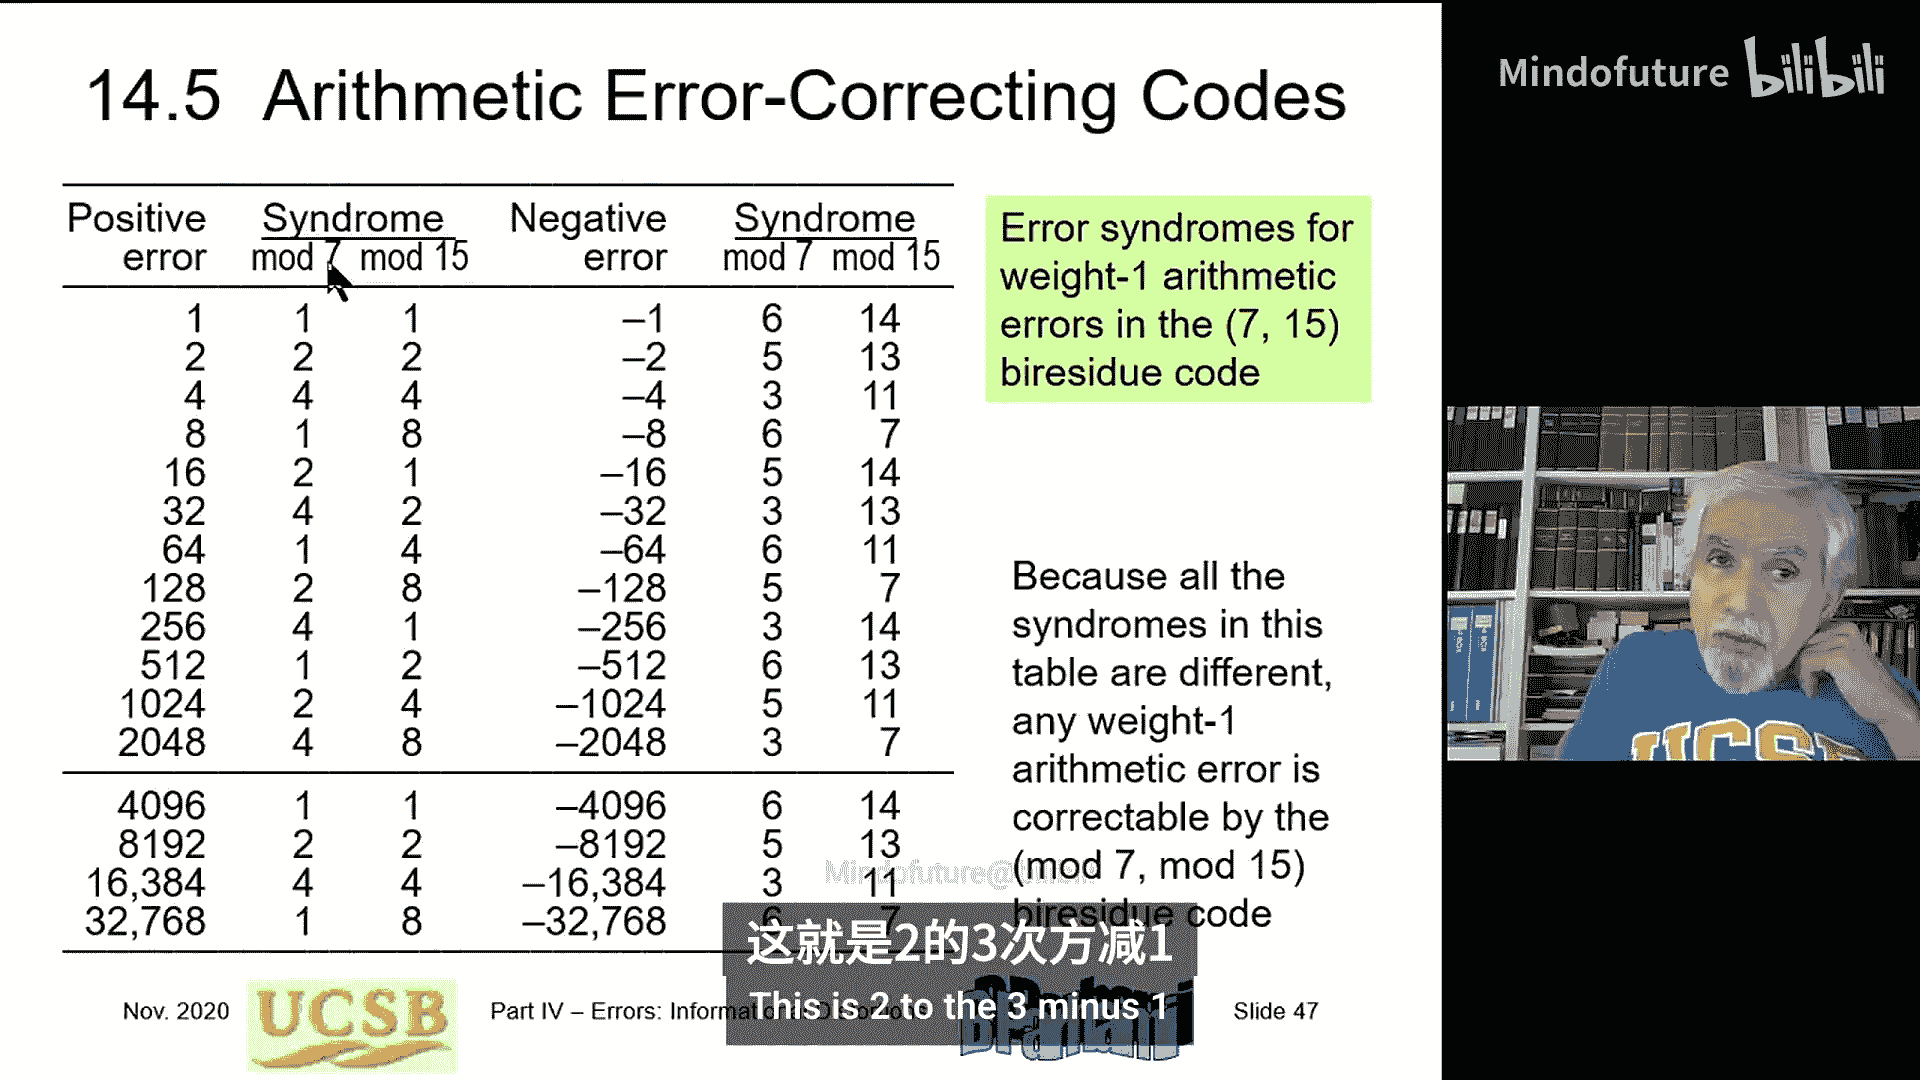 14.5 Arithmetic Error-Correcting Codes
Mindofuture bilibili
Positive Syndrome Negative Syndrome
error mod 7 mod 15 error mod 7 mod 15
1 1 1 –1 6 14
2 2 2 –2 5 13
4 4 4 –4 3 11
8 1 8 –8 6 7
16 2 1 –16 5 14
32 4 2 –32 3 13
64 1 4 –64 6 11
128 2 8 –128 5 7
256 4 1 –256 3 14
512 1 2 –512 6 13
1024 2 4 –1024 5 11
2048 4 8 –2048 3 7
4096 1 1 –4096 6 14
8192 2 2 –8192 5 13
16,384 4 4 –16,384 3 11
32,768 1 8 –32,768 6 7
Error syndromes for
weight-1 arithmetic
errors in the (7, 15)
biresidue code
Because all the
syndromes in this
table are different,
any weight-1
arithmetic error is
correctable by the
(mod 7, mod 15)
biresidue code
Mindofuture@bilibili
这就是2的3次方减1
This is 2 to the 3 minus 1
Nov. 2020
UCSB
Part IV – Errors: Informational Distortions
Slide 47
UCSB